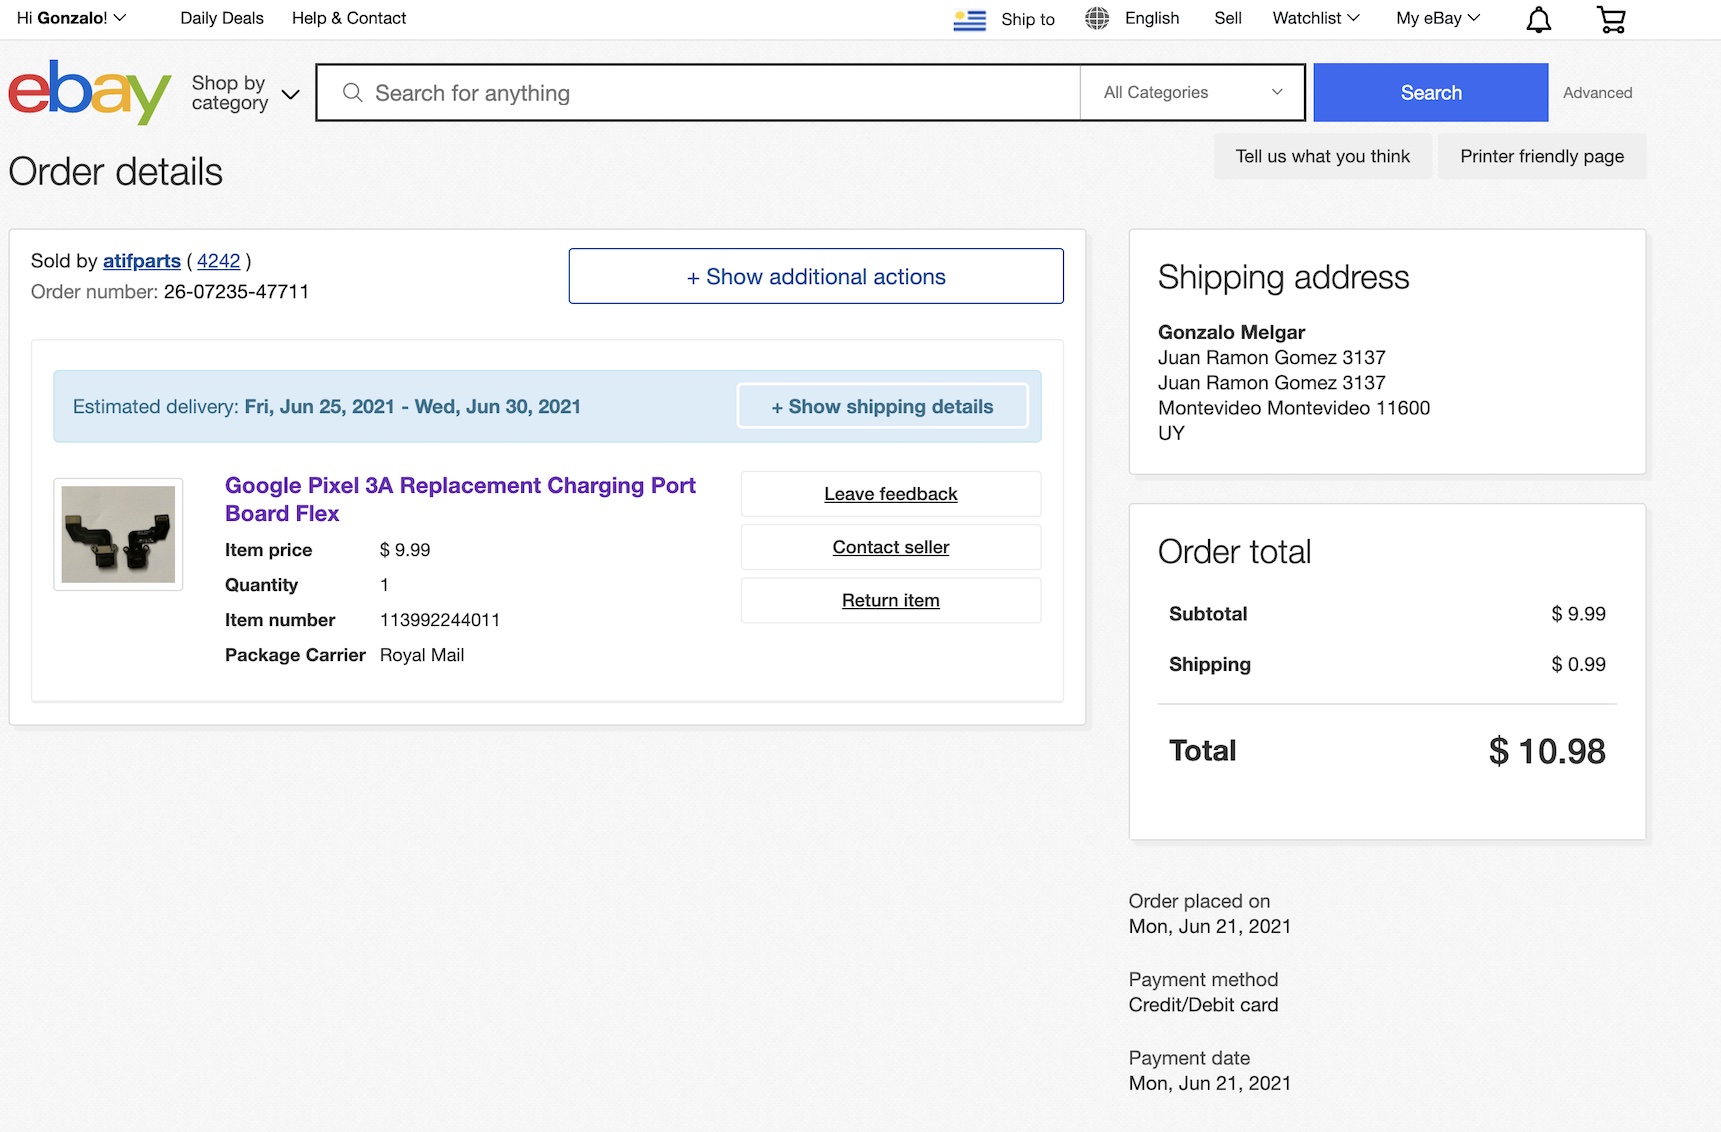 Hi Gonzalo!
Daily Deals
Help & Contact
Ship to
English
Sell
Watchlist
My eBay
ebay
Shop by
category
Search for anything
All Categories
Search
Advanced
Order details
Tell us what you think
Printer friendly page
Sold by atifparts ( 4242 )
Order number: 26-07235-47711
+ Show additional actions
Estimated delivery: Fri, Jun 25, 2021 - Wed, Jun 30, 2021
+ Show shipping details
Google Pixel 3A Replacement Charging Port
Board Flex
Item price $ 9.99
Quantity 1
Item number 113992244011
Package Carrier Royal Mail
Leave feedback
Contact seller
Return item
Shipping address
Gonzalo Melgar
Juan Ramon Gomez 3137
Juan Ramon Gomez 3137
Montevideo Montevideo 11600
UY
Order total
Subtotal $ 9.99
Shipping $ 0.99
Total $ 10.98
Order placed on
Mon, Jun 21, 2021
Payment method
Credit/Debit card
Payment date
Mon, Jun 21, 2021